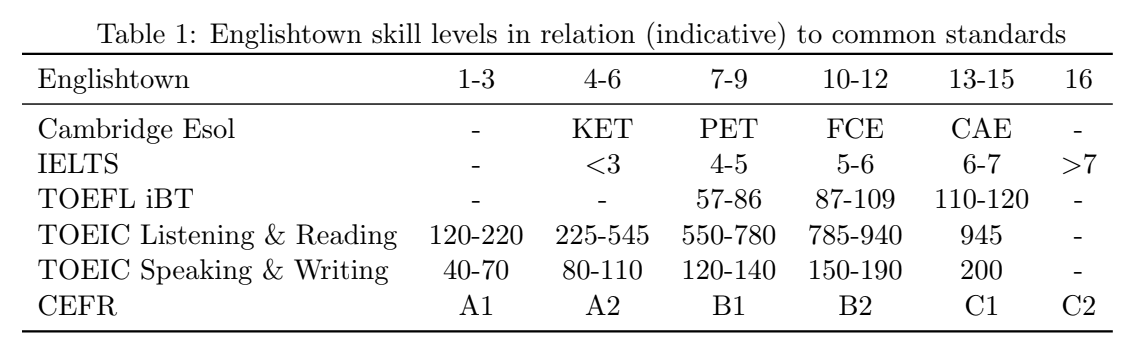 Table 1: Englishtown skill levels in relation (indicative) to common standards
Englishtown 1-3 4-6 7-9 10-12 13-15 16
Cambridge Esol - KET PET FCE CAE -
IELTS - <3 4-5 5-6 6-7 >7
TOEFL iBT - - 57-86 87-109 110-120 -
TOEIC Listening & Reading 120-220 225-545 550-780 785-940 945 -
TOEIC Speaking & Writing 40-70 80-110 120-140 150-190 200 -
CEFR A1 A2 B1 B2 C1 C2